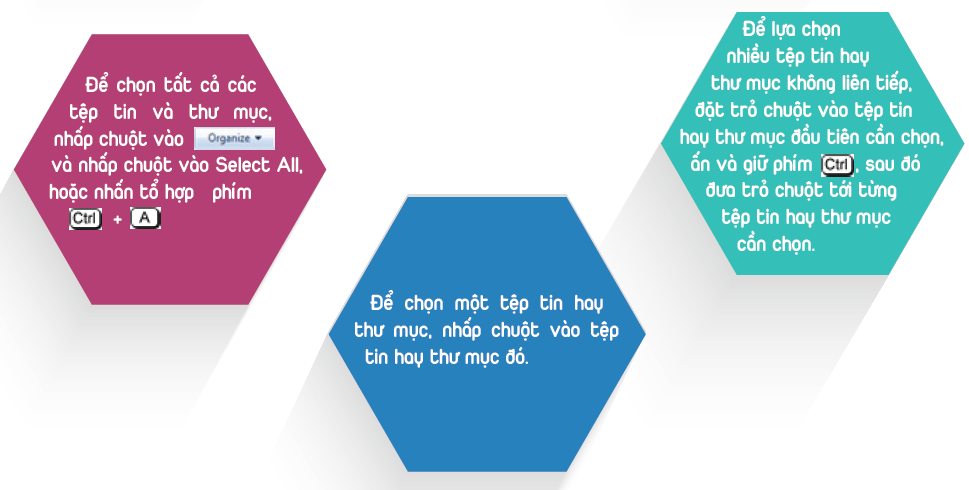 Để chọn tất cả các
tệp tin và thư mục,
nhấp chuột vào Organize
và nhấp chuột vào Select All,
hoặc nhấn tổ hợp phím
Ctrl + A
Để chọn một tệp tin hay
thư mục, nhấp chuột vào tệp
tin hay thư mục đó.
Để lựa chọn
nhiều tệp tin hay
thư mục không liên tiếp,
đặt trỏ chuột vào tệp tin
hay thư mục đầu tiên cần chọn,
ấn và giữ phím Ctrl, sau đó
đưa trỏ chuột tới từng
tệp tin hay thư mục
cần chọn.